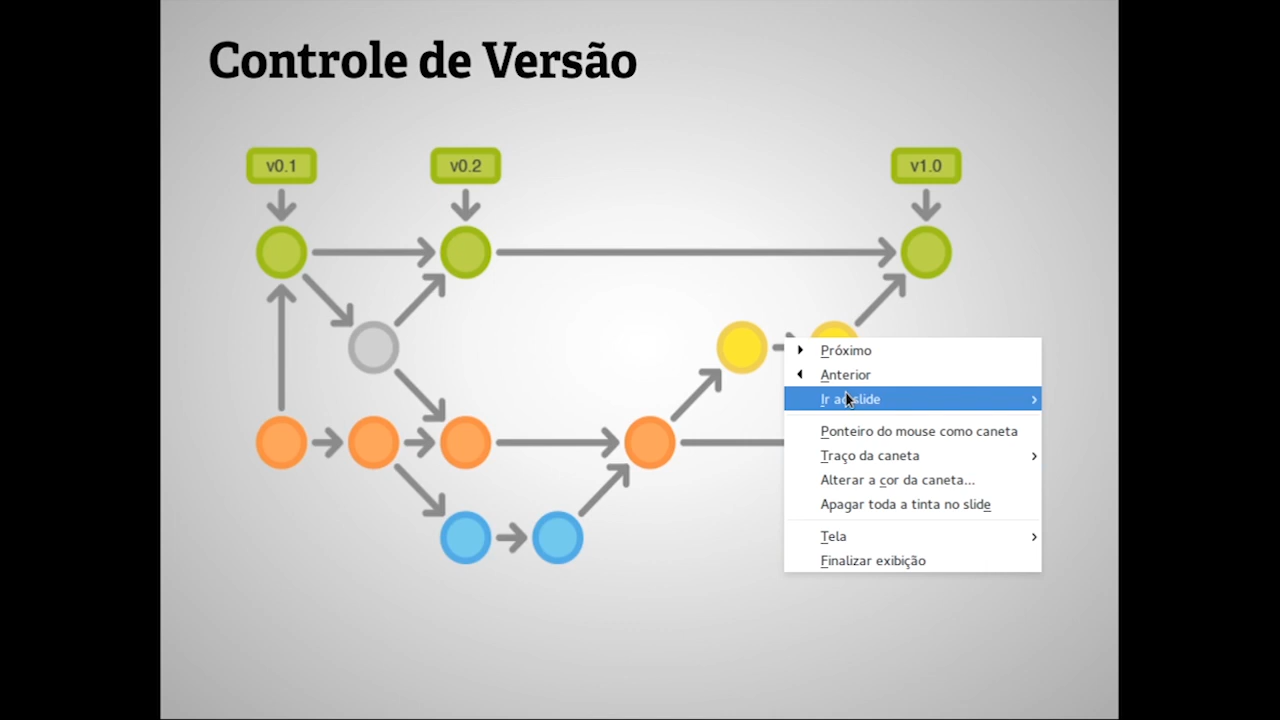 Controle de Versão
v0.1
v0.2
v1.0
Próximo
Anterior
Ir ao slide
Ponteiro do mouse como caneta
Traço da caneta
Alterar a cor da caneta...
Apagar toda a tinta no slide
Tela
Finalizar exibição